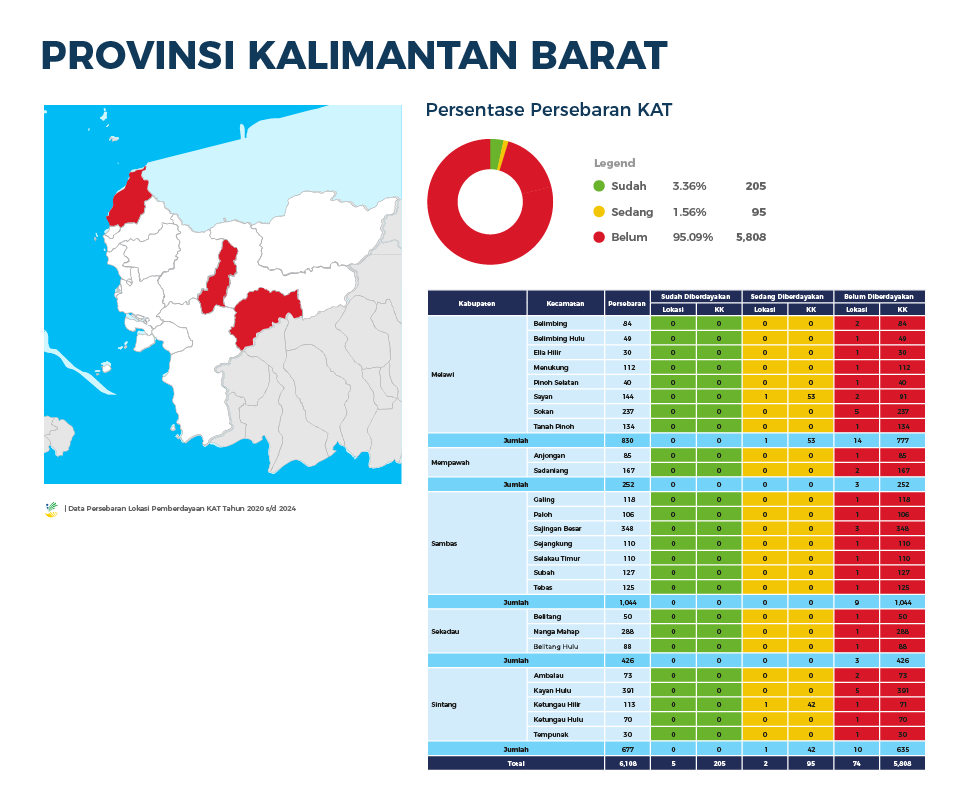 PROVINSI KALIMANTAN BARAT
Persentase Persebaran KAT
Legend
Sudah 3.36% 205
Sedang 1.56% 95
Belum 95.09% 5,808
| Data Persebaran Lokasi Pemberdayaan KAT Tahun 2020 s/d 2024
Kabupaten Kecamatan Persebaran Sudah Diberdayakan Sedang Diberdayakan Belum Diberdayakan
Lokasi KK Lokasi KK Lokasi KK
Melawi
Belimbing 84 0 0 0 0 2 84
Belimbing Hulu 49 0 0 0 0 1 49
Ella Hilir 30 0 0 0 0 1 30
Menukung 112 0 0 0 0 1 112
Pinoh Selatan 40 0 0 0 0 1 40
Sayan 144 0 0 1 53 2 91
Sokan 237 0 0 0 0 5 237
Tanah Pinoh 134 0 0 0 0 1 134
Jumlah 830 0 0 1 53 14 777
Mempawah
Anjongan 85 0 0 0 0 1 85
Sadaniang 167 0 0 0 0 2 167
Jumlah 252 0 0 0 0 3 252
Sambas
Galing 118 0 0 0 0 1 118
Paloh 106 0 0 0 0 1 106
Sajingan Besar 348 0 0 0 0 3 348
Sejangkung 110 0 0 0 0 1 110
Selakau Timur 110 0 0 0 0 1 110
Subah 127 0 0 0 0 1 127
Tebas 125 0 0 0 0 1 125
Jumlah 1,044 0 0 0 0 9 1,044
Sekadau
Belitang 50 0 0 0 0 1 50
Nanga Mahap 288 0 0 0 0 1 288
Belitang Hulu 88 0 0 0 0 1 88
Jumlah 426 0 0 0 0 3 426
Sintang
Ambalau 73 0 0 0 0 2 73
Kayan Hulu 391 0 0 0 0 5 391
Ketungau Hilir 113 0 0 1 42 1 71
Ketungau Hulu 70 0 0 0 0 1 70
Tempunak 30 0 0 0 0 1 30
Jumlah 677 0 0 1 42 10 635
Total 6,108 5 205 2 95 74 5,808